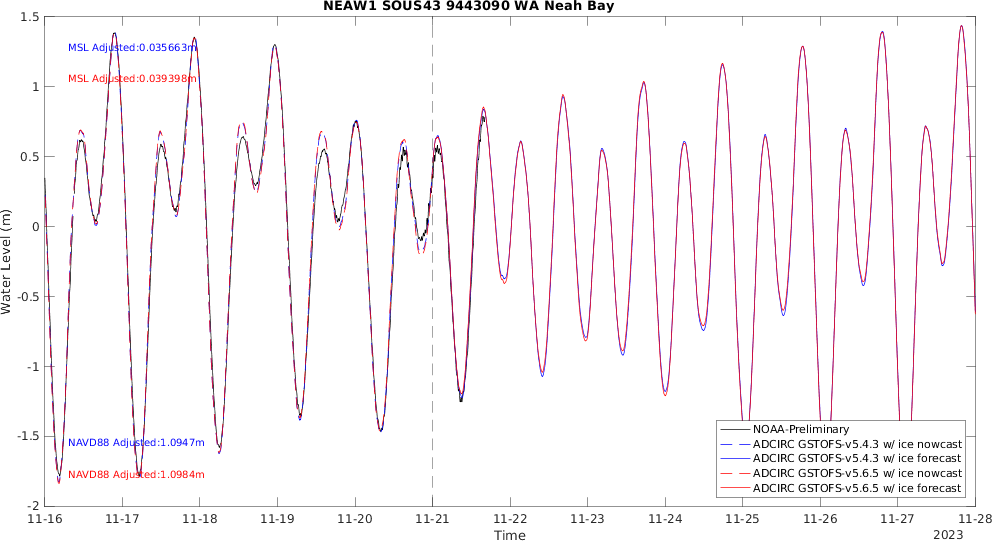 NEAW1 SOUS43 9443090 WA Neah Bay
1.5
MSL Adjusted:0.035663m
1
MSL Adjusted:0.039398m
0.5
0
Water Level (m)
-0.5
-1
-1.5
NAVD88 Adjusted:1.0947m
NAVD88 Adjusted:1.0984m
-2
NOAA-Preliminary
ADCIRC GSTOFS-v5.4.3 w/ ice nowcast
ADCIRC GSTOFS-v5.4.3 w/ ice forecast
ADCIRC GSTOFS-v5.6.5 w/ ice nowcast
ADCIRC GSTOFS-v5.6.5 w/ ice forecast
11-16 11-17 11-18 11-19 11-20 11-21 11-22 11-23 11-24 11-25 11-26 11-27 11-28
Time
2023